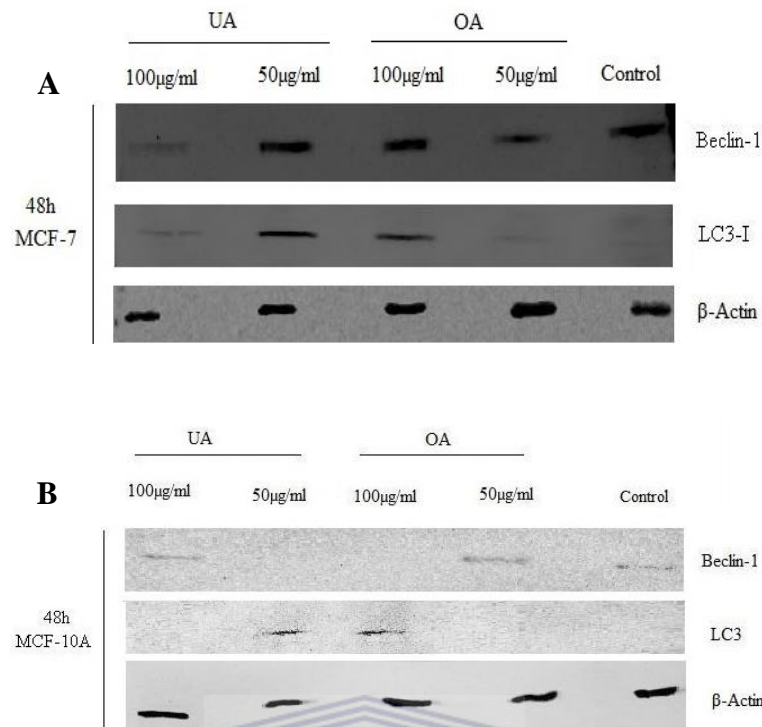 UA OA
100µg/ml 50µg/ml 100µg/ml 50µg/ml Control
A
Beclin-1
48h
MCF-7
LC3-I
β-Actin
UA OA
100µg/ml 50µg/ml 100µg/ml 50µg/ml Control
B
Beclin-1
48h
MCF-10A
LC3
β-Actin